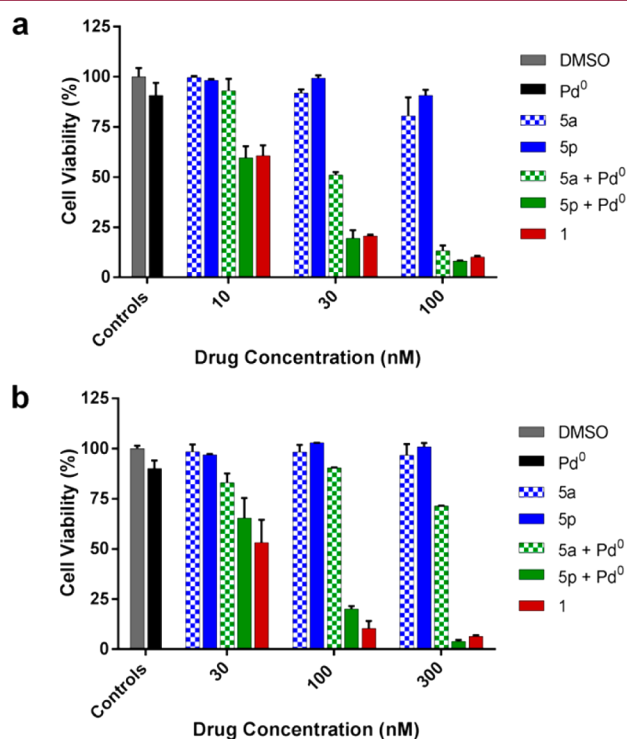 a
125
100
75
50
25
0
Cell Viability (%)
Controls
10
30
100
Drug Concentration (nM)
DMSO
Pd⁰
5a
5p
5a + Pd⁰
5p + Pd⁰
1
b
125
100
75
50
25
0
Cell Viability (%)
Controls
30
100
300
Drug Concentration (nM)
DMSO
Pd⁰
5a
5p
5a + Pd⁰
5p + Pd⁰
1